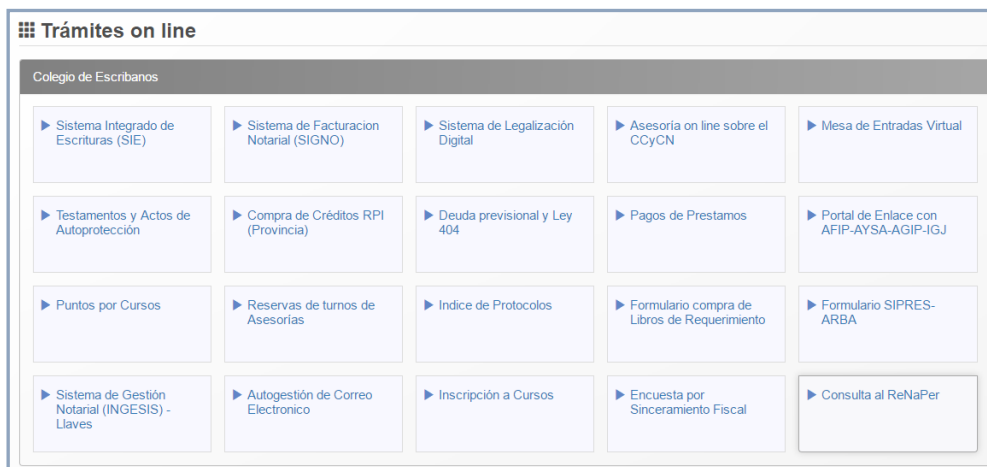 Trámites on line
Colegio de Escribanos
Sistema Integrado de
Escrituras (SIE)
Sistema de Facturacion
Notarial (SIGNO)
Sistema de Legalización
Digital
Asesoría on line sobre el
CCyCN
Mesa de Entradas Virtual
Testamentos y Actos de
Autoprotección
Compra de Créditos RPI
(Provincia)
Deuda previsional y Ley
404
Pagos de Prestamos
Portal de Enlace con
AFIP-AYSA-AGIP-IGJ
Puntos por Cursos
Reservas de turnos de
Asesorías
Indice de Protocolos
Formulario compra de
Libros de Requerimiento
Formulario SIPRES-
ARBA
Sistema de Gestión
Notarial (INGESIS) -
Llaves
Autogestión de Correo
Electronico
Inscripción a Cursos
Encuesta por
Sinceramiento Fiscal
Consulta al ReNaPer